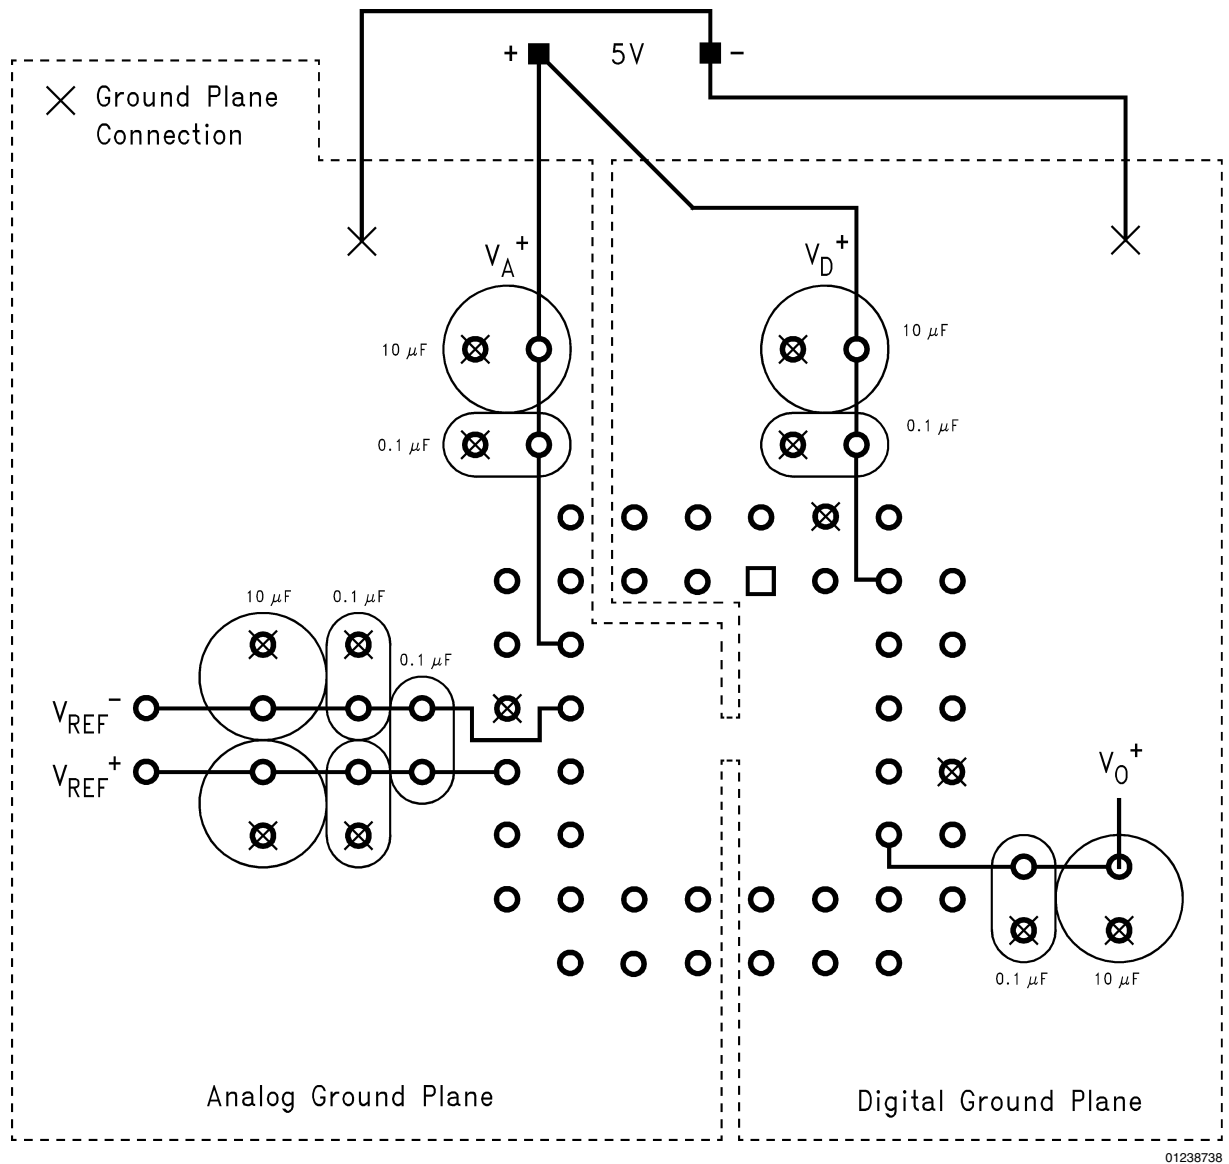 + 5V −
Ground Plane
Connection
VA+
VD+
10 μF
10 μF
0.1 μF
0.1 μF
10 μF
0.1 μF
0.1 μF
VREF−
VREF+
VO+
0.1 μF
10 μF
Analog Ground Plane
Digital Ground Plane
01238738